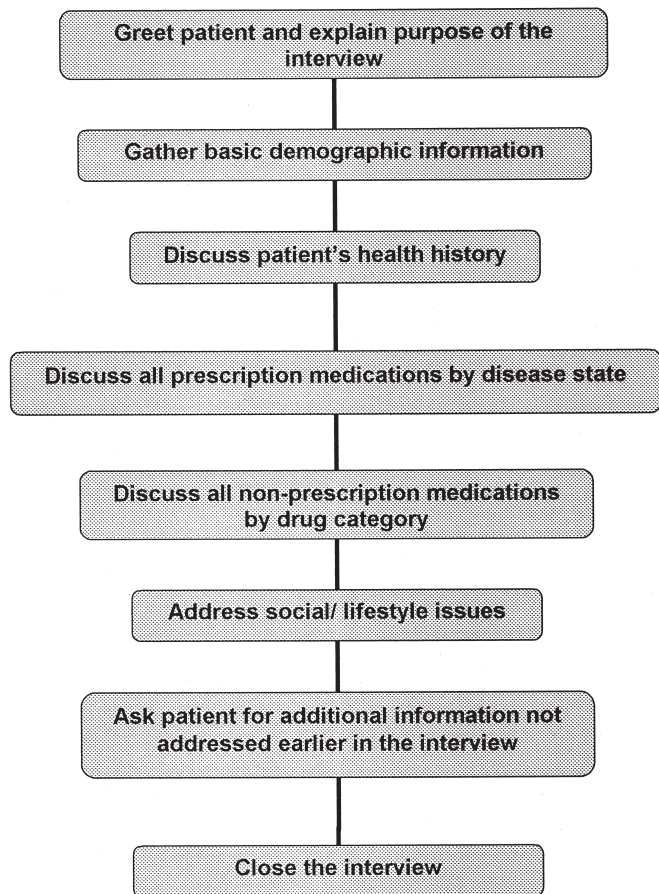 Greet patient and explain purpose of the
interview
Gather basic demographic information
Discuss patient's health history
Discuss all prescription medications by disease state
Discuss all non-prescription medications
by drug category
Address social/ lifestyle issues
Ask patient for additional information not
addressed earlier in the interview
Close the interview